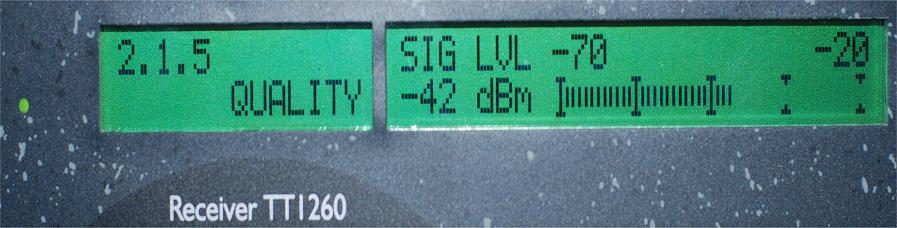 2.1.5
QUALITY
SIG LVL -70 -20
-42 dBm
Receiver TT1260